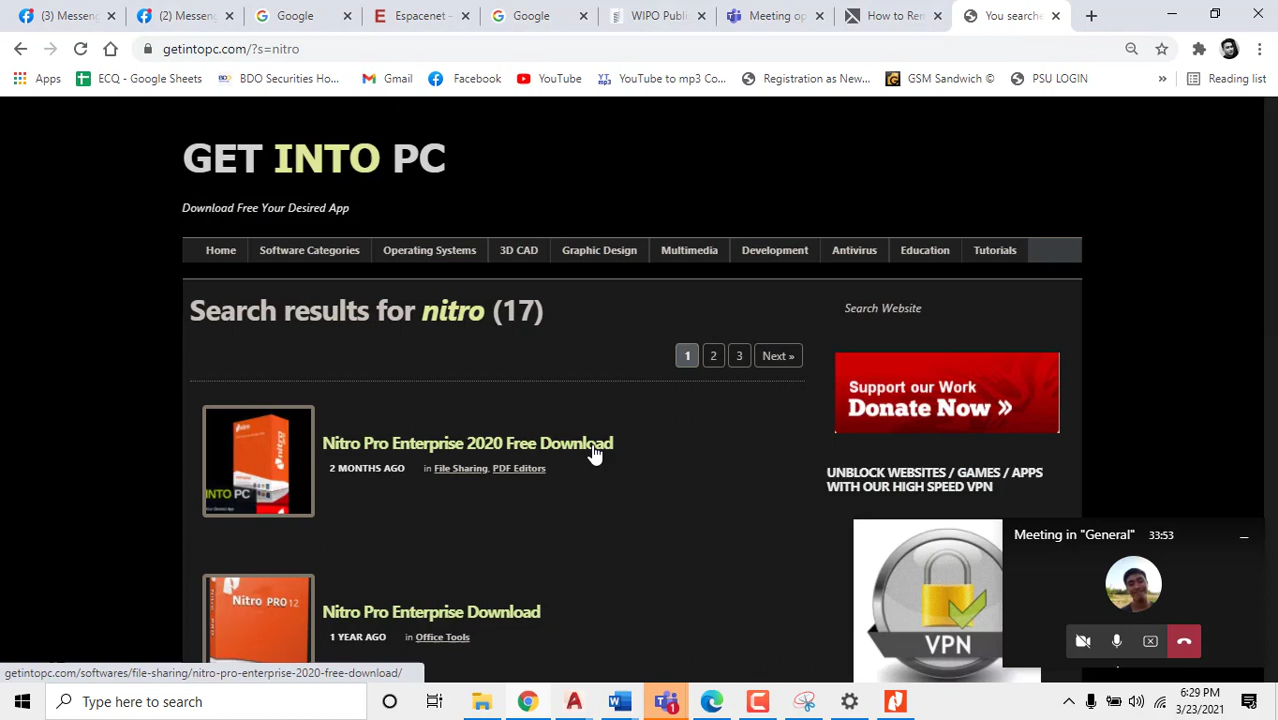 (3) Messeng
(2) Messeng
Google
Espacenet –
Google
WIPO Publi
Meeting op
How to Ren
You searche
getintopc.com/?s=nitro
Apps
ECQ - Google Sheets
BDO Securities Ho...
Gmail
Facebook
YouTube
YouTube to mp3 Co...
Registration as New...
GSM Sandwich ©
PSU LOGIN
»
Reading list
GET INTO PC
Download Free Your Desired App
Home
Software Categories
Operating Systems
3D CAD
Graphic Design
Multimedia
Development
Antivirus
Education
Tutorials
Search results for nitro (17)
Search Website
1 2 3 Next »
Support our Work
Donate Now »
Nitro Pro Enterprise 2020 Free Download
2 MONTHS AGO in File Sharing, PDF Editors
INTO PC
UNBLOCK WEBSITES / GAMES / APPS
WITH OUR HIGH SPEED VPN
Meeting in "General" 33:53
NITRO PRO 12
Nitro Pro Enterprise Download
1 YEAR AGO in Office Tools
VPN
getintopc.com/softwares/file-sharing/nitro-pro-enterprise-2020-free-download/
Type here to search
6:29 PM
3/23/2021